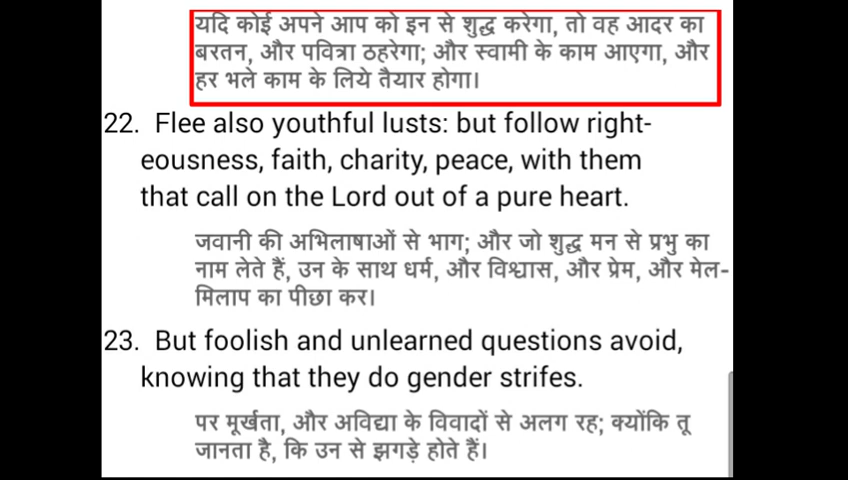 यदि कोई अपने आप को इन से शुद्ध करेगा, तो वह आदर का
बरतन, और पवित्रा ठहरेगा; और स्वामी के काम आएगा, और
हर भले काम के लिये तैयार होगा।
22. Flee also youthful lusts: but follow right-
eousness, faith, charity, peace, with them
that call on the Lord out of a pure heart.
जवानी की अभिलाषाओं से भाग; और जो शुद्ध मन से प्रभु का
नाम लेते हैं, उन के साथ धर्म, और विश्वास, और प्रेम, और मेल-
मिलाप का पीछा कर।
23. But foolish and unlearned questions avoid,
knowing that they do gender strifes.
पर मूर्खता, और अविद्या के विवादों से अलग रह; क्योंकि तू
जानता है, कि उन से झगड़े होते हैं।